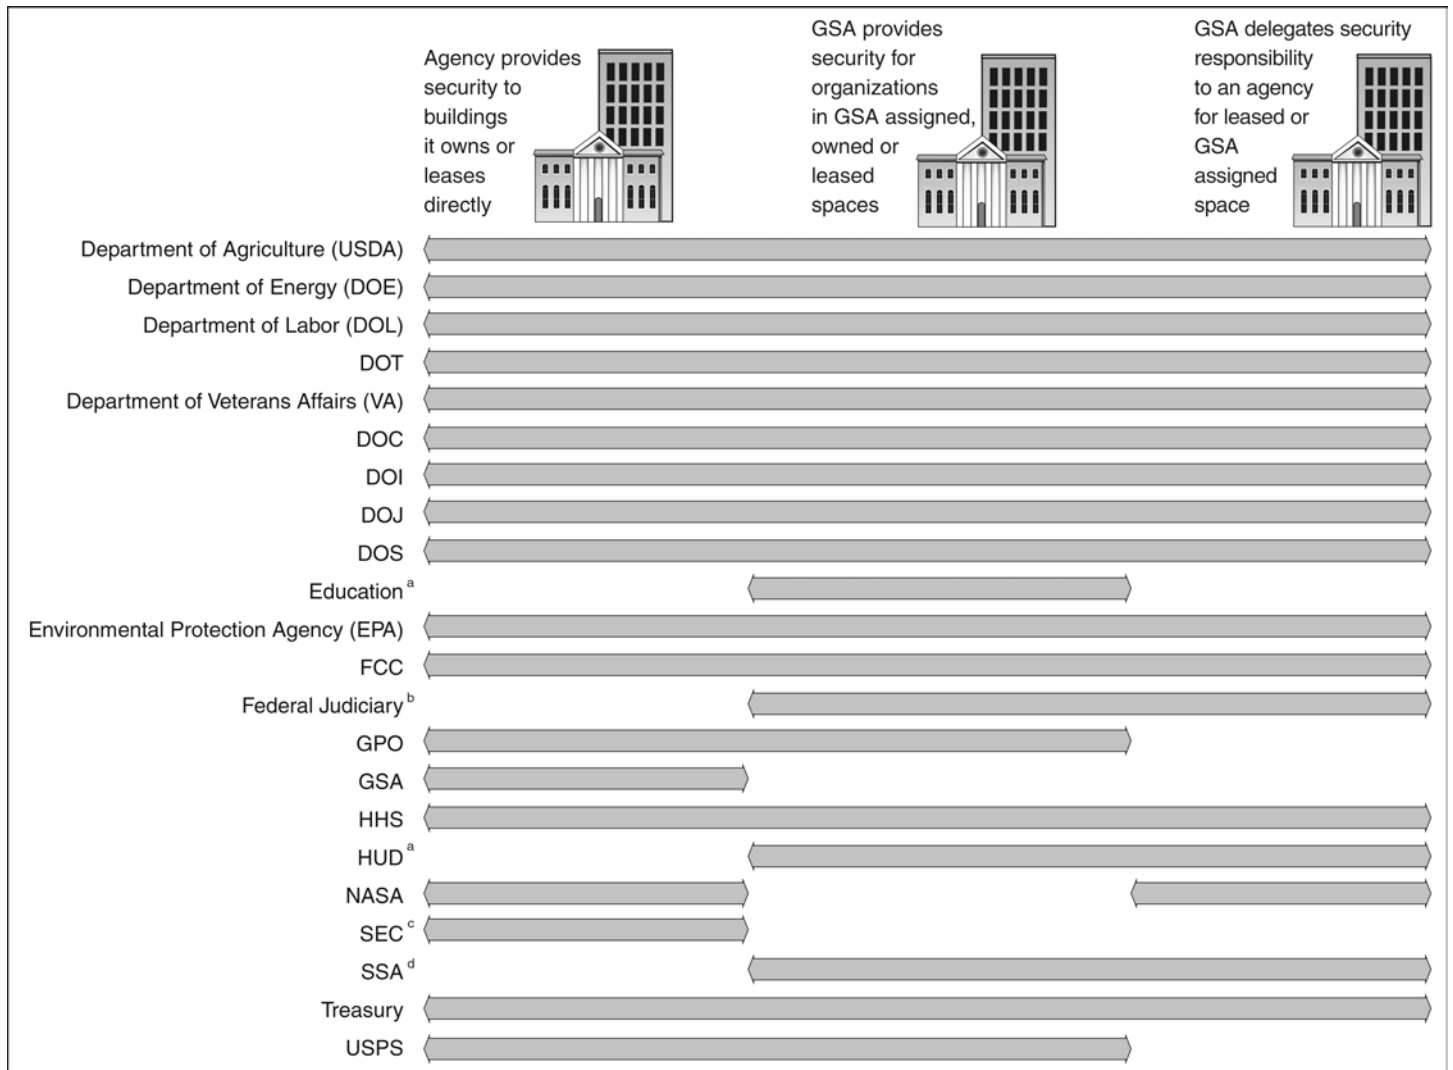 Agency provides
security to
buildings
it owns or
leases
directly
GSA provides
security for
organizations
in GSA assigned,
owned or
leased
spaces
GSA delegates security
responsibility
to an agency
for leased or
GSA
assigned
space
Department of Agriculture (USDA)
Department of Energy (DOE)
Department of Labor (DOL)
DOT
Department of Veterans Affairs (VA)
DOC
DOI
DOJ
DOS
Education a
Environmental Protection Agency (EPA)
FCC
Federal Judiciary b
GPO
GSA
HHS
HUD a
NASA
SEC c
SSA d
Treasury
USPS